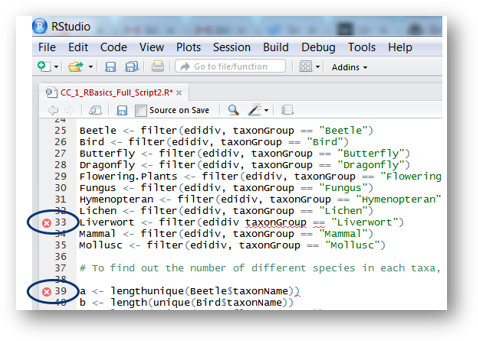 RStudio
File Edit Code View Plots Session Build Debug Tools Help
Go to file/function Addins
CC_1_RBasics_Full_Script2.R*
Source on Save
24
25 Beetle <- filter(edidiv, taxonGroup == "Beetle")
26 Bird <- filter(edidiv, taxonGroup == "Bird")
27 Butterfly <- filter(edidiv, taxonGroup == "Butterfly")
28 Dragonfly <- filter(edidiv, taxonGroup == "Dragonfly")
29 Flowering.Plants <- filter(edidiv, taxonGroup == "Flowering
30 Fungus <- filter(edidiv, taxonGroup == "Fungus")
31 Hymenopteran <- filter(edidiv, taxonGroup == "Hymenopteran"
32 Lichen <- filter(edidiv, taxonGroup == "Lichen")
33 Liverwort <- filter(edidiv taxonGroup == "Liverwort")
34 Mammal <- filter(edidiv, taxonGroup == "Mammal")
35 Mollusc <- filter(edidiv, taxonGroup == "Mollusc")
36
37 # To find out the number of different species in each taxa,
38
39 a <- lengthunique(Beetle$taxonName))
40 b <- length(unique(Bird$taxonName))